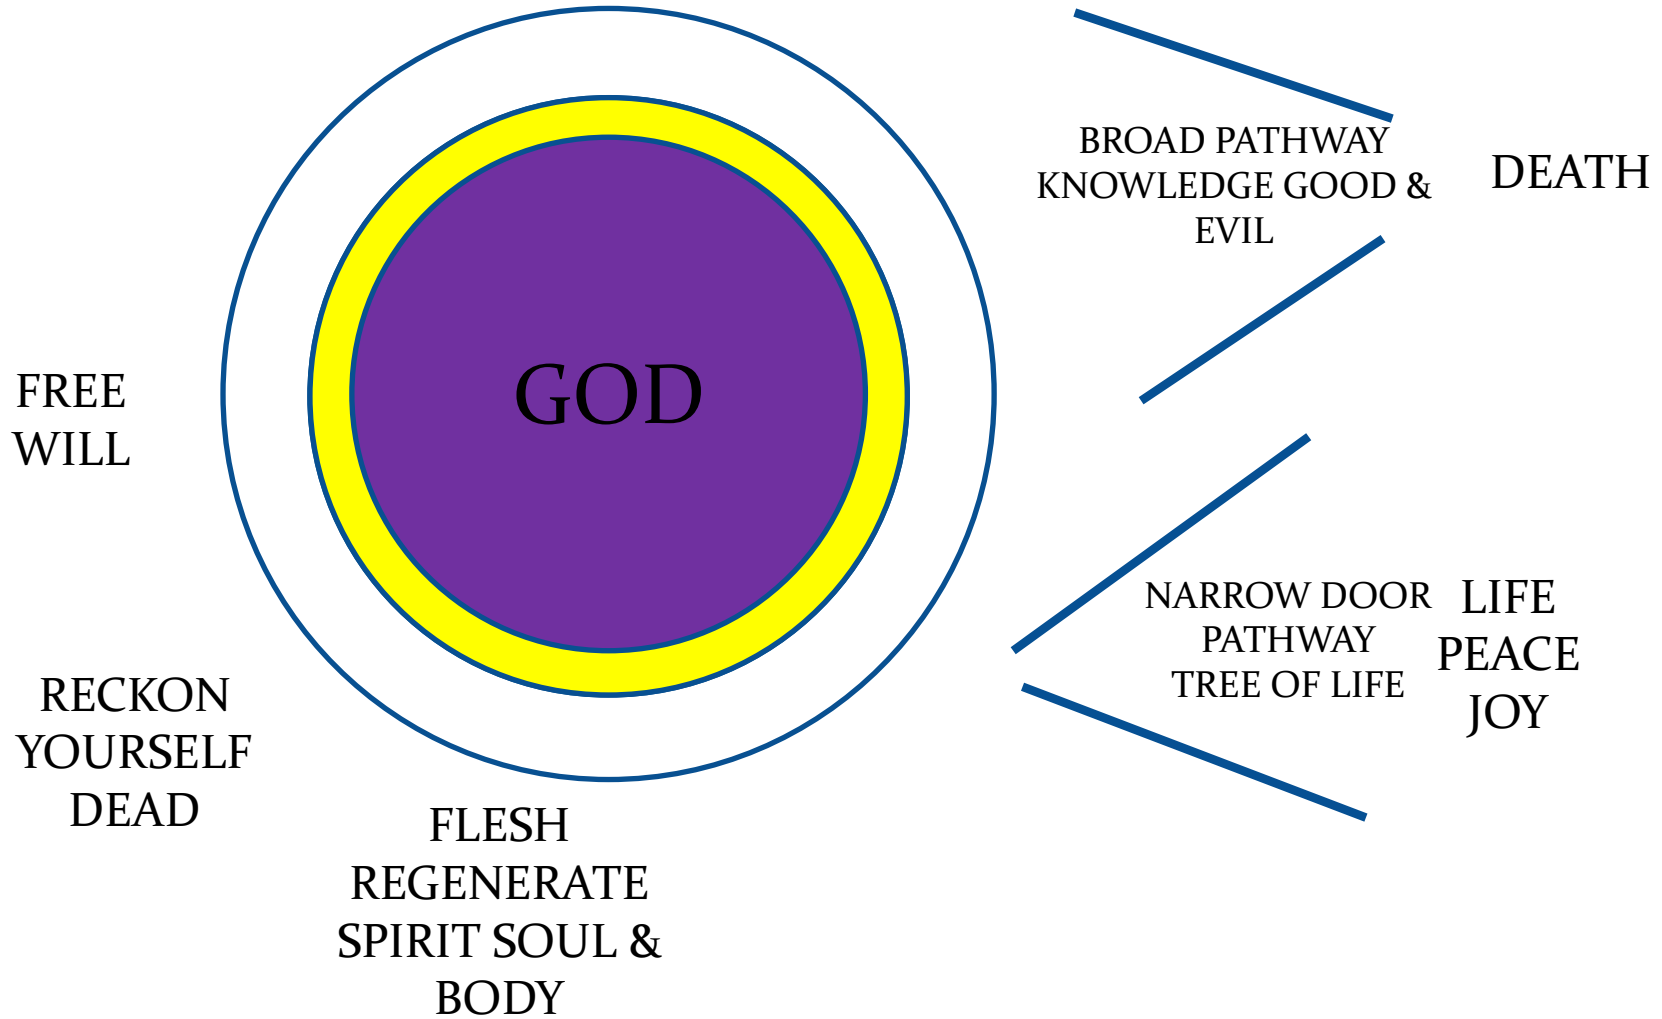 GOD
FREE
WILL
RECKON
YOURSELF
DEAD
FLESH
REGENERATE
SPIRIT SOUL &
BODY
BROAD PATHWAY
KNOWLEDGE GOOD &
EVIL
DEATH
NARROW DOOR
PATHWAY
TREE OF LIFE
LIFE
PEACE
JOY